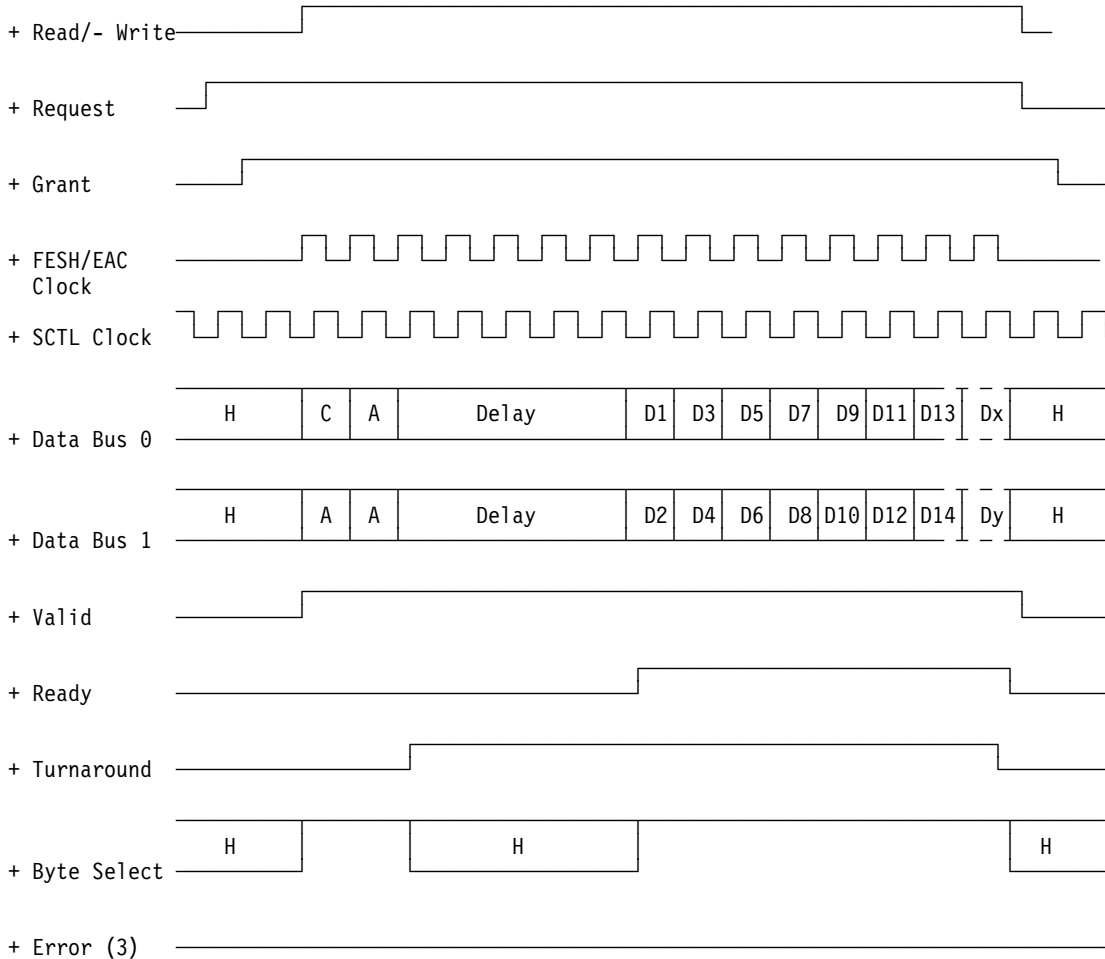 + Read/- Write
+ Request
+ Grant
+ FESH/EAC
Clock
+ SCTL Clock
H C A Delay D1 D3 D5 D7 D9 D11 D13 Dx H
+ Data Bus 0
H A A Delay D2 D4 D6 D8 D10 D12 D14 Dy H
+ Data Bus 1
+ Valid
+ Ready
+ Turnaround
H H H
+ Byte Select
+ Error (3)